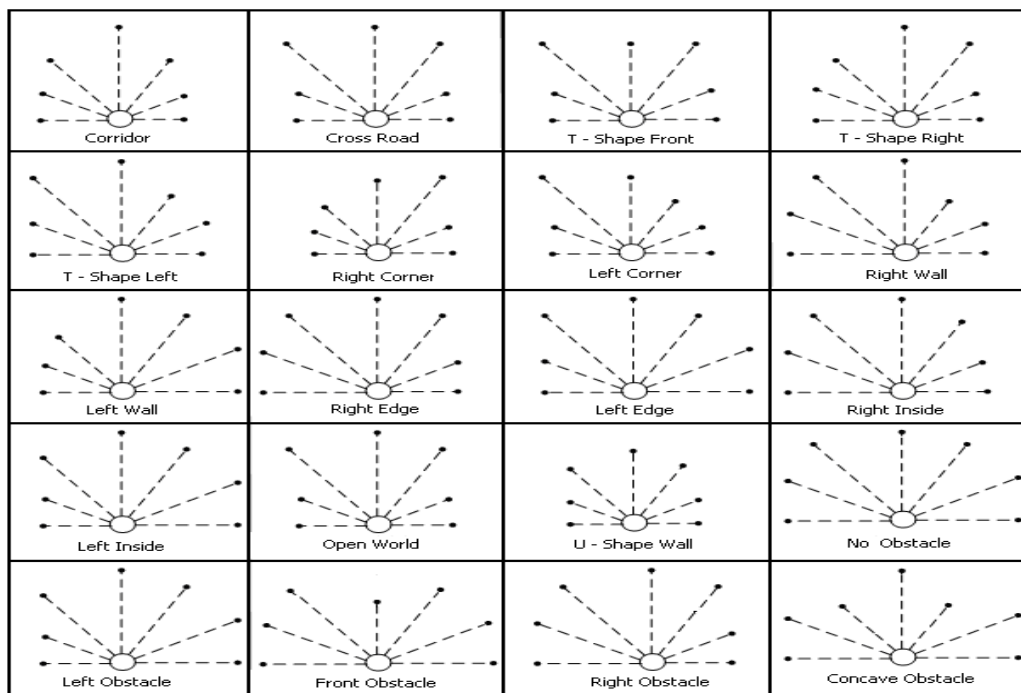 Corridor
Cross Road
T - Shape Front
T - Shape Right
T - Shape Left
Right Corner
Left Corner
Right Wall
Left Wall
Right Edge
Left Edge
Right Inside
Left Inside
Open World
U - Shape Wall
No Obstacle
Left Obstacle
Front Obstacle
Right Obstacle
Concave Obstacle